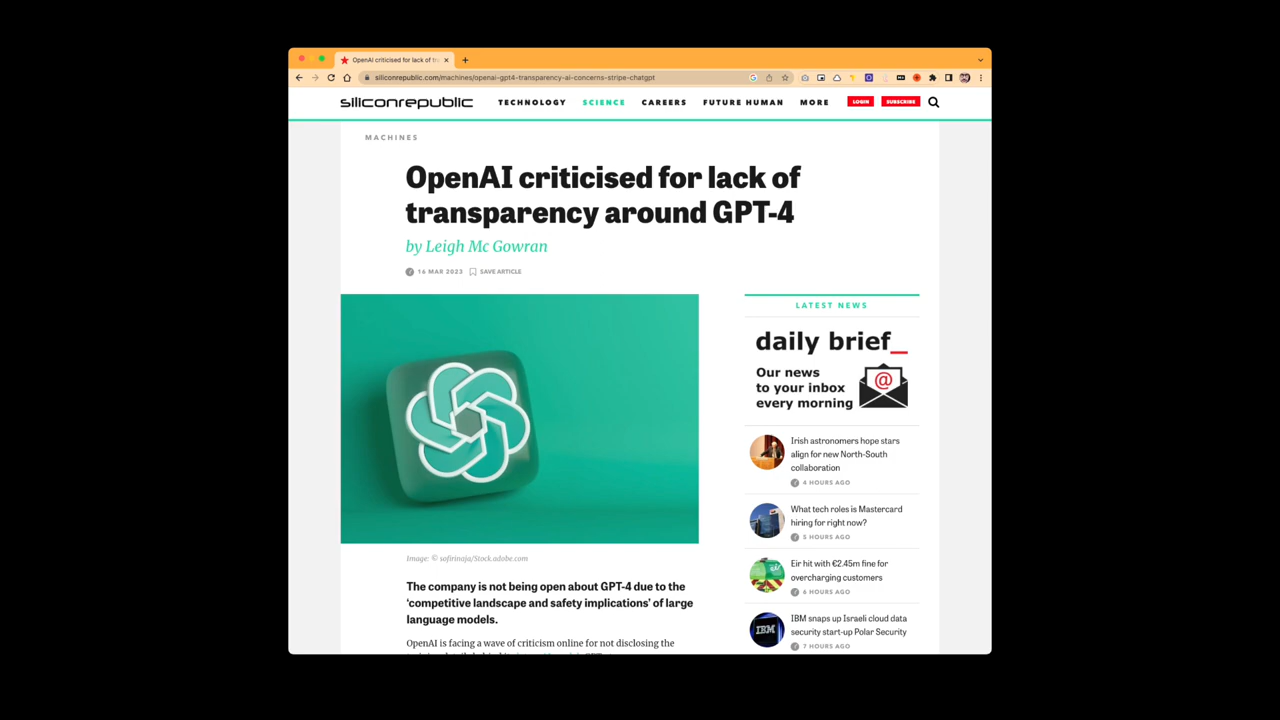 OpenAI criticised for lack of t
siliconrepublic.com/machines/openai-gpt4-transparency-ai-concerns-stripe-chatgpt
siliconrepublic TECHNOLOGY SCIENCE CAREERS FUTURE HUMAN MORE LOGIN SUBSCRIBE
MACHINES
OpenAI criticised for lack of
transparency around GPT-4
by Leigh Mc Gowran
16 MAR 2023 SAVE ARTICLE
Image: © sofirinaja/Stock.adobe.com
The company is not being open about GPT-4 due to the
‘competitive landscape and safety implications’ of large
language models.
OpenAI is facing a wave of criticism online for not disclosing the
LATEST NEWS
daily brief_
Our news
to your inbox
every morning
@
Irish astronomers hope stars
align for new North-South
collaboration
4 HOURS AGO
What tech roles is Mastercard
hiring for right now?
5 HOURS AGO
Eir hit with €2.45m fine for
overcharging customers
6 HOURS AGO
IBM
IBM snaps up Israeli cloud data
security start-up Polar Security
7 HOURS AGO